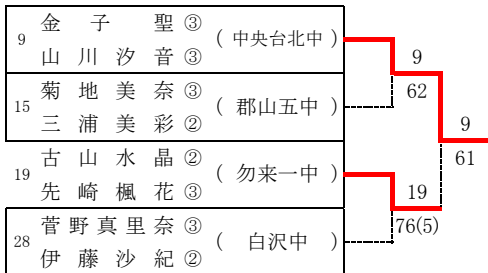 9 金子聖③ (中央台北中)
山川汐音③
15 菊地美奈③ (郡山五中)
三浦美彩②
19 古山水晶② (勿来一中)
先崎楓花③
28 菅野真里奈③ (白沢中)
伊藤沙紀②
9
62
19
76(5)
9
61